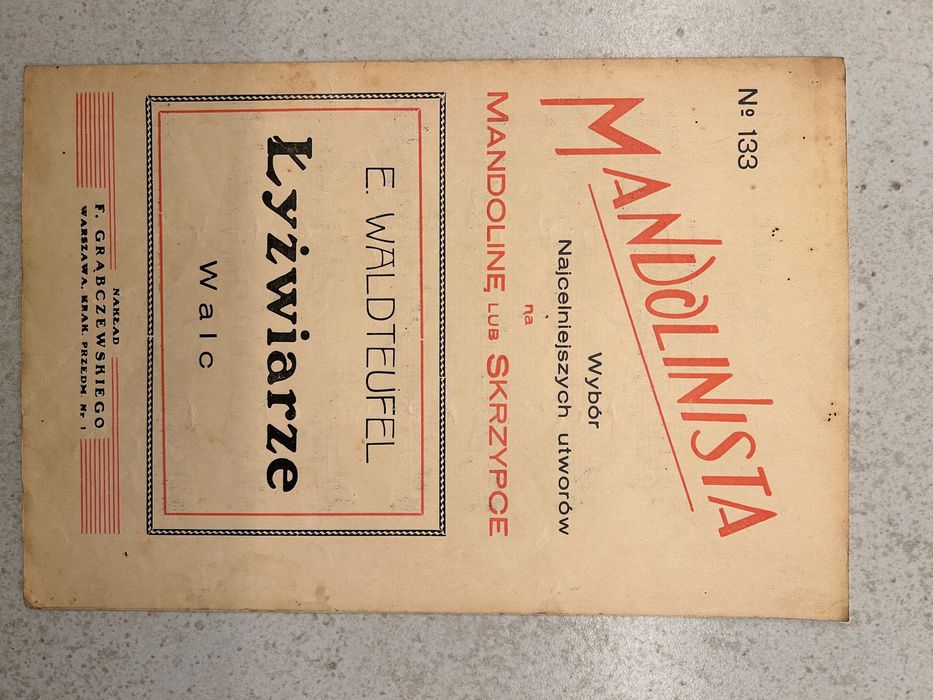 № 133
MANDOLINISTA
Wybór
Najcelniejszych utworów
na
MANDOLINĘ LUB SKRZYPCE
E. WALDTEUFEL
Łyżwiarze
Walc
NAKŁAD
F. GRĄBCZEWSKIEGO
WARSZAWA, KRAK. PRZEDM. Nr 1